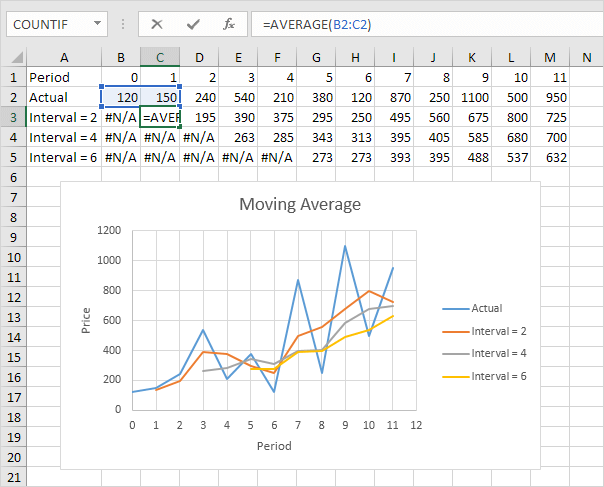 COUNTIF fx =AVERAGE(B2:C2)
A B C D E F G H I J K L M N
1 Period 0 1 2 3 4 5 6 7 8 9 10 11
2 Actual 120 150 240 540 210 380 120 870 250 1100 500 950
3 Interval = 2 #N/A =AVEF 195 390 375 295 250 495 560 675 800 725
4 Interval = 4 #N/A #N/A #N/A 263 285 343 313 395 405 585 680 700
5 Interval = 6 #N/A #N/A #N/A #N/A #N/A 273 273 393 395 488 537 632
6
7
8
9
10
11
12
13
14
15
16
17
18
19
20
21
Moving Average
1200
1000
800
600
400
200
0
Price
0 1 2 3 4 5 6 7 8 9 10 11 12
Period
Actual
Interval = 2
Interval = 4
Interval = 6